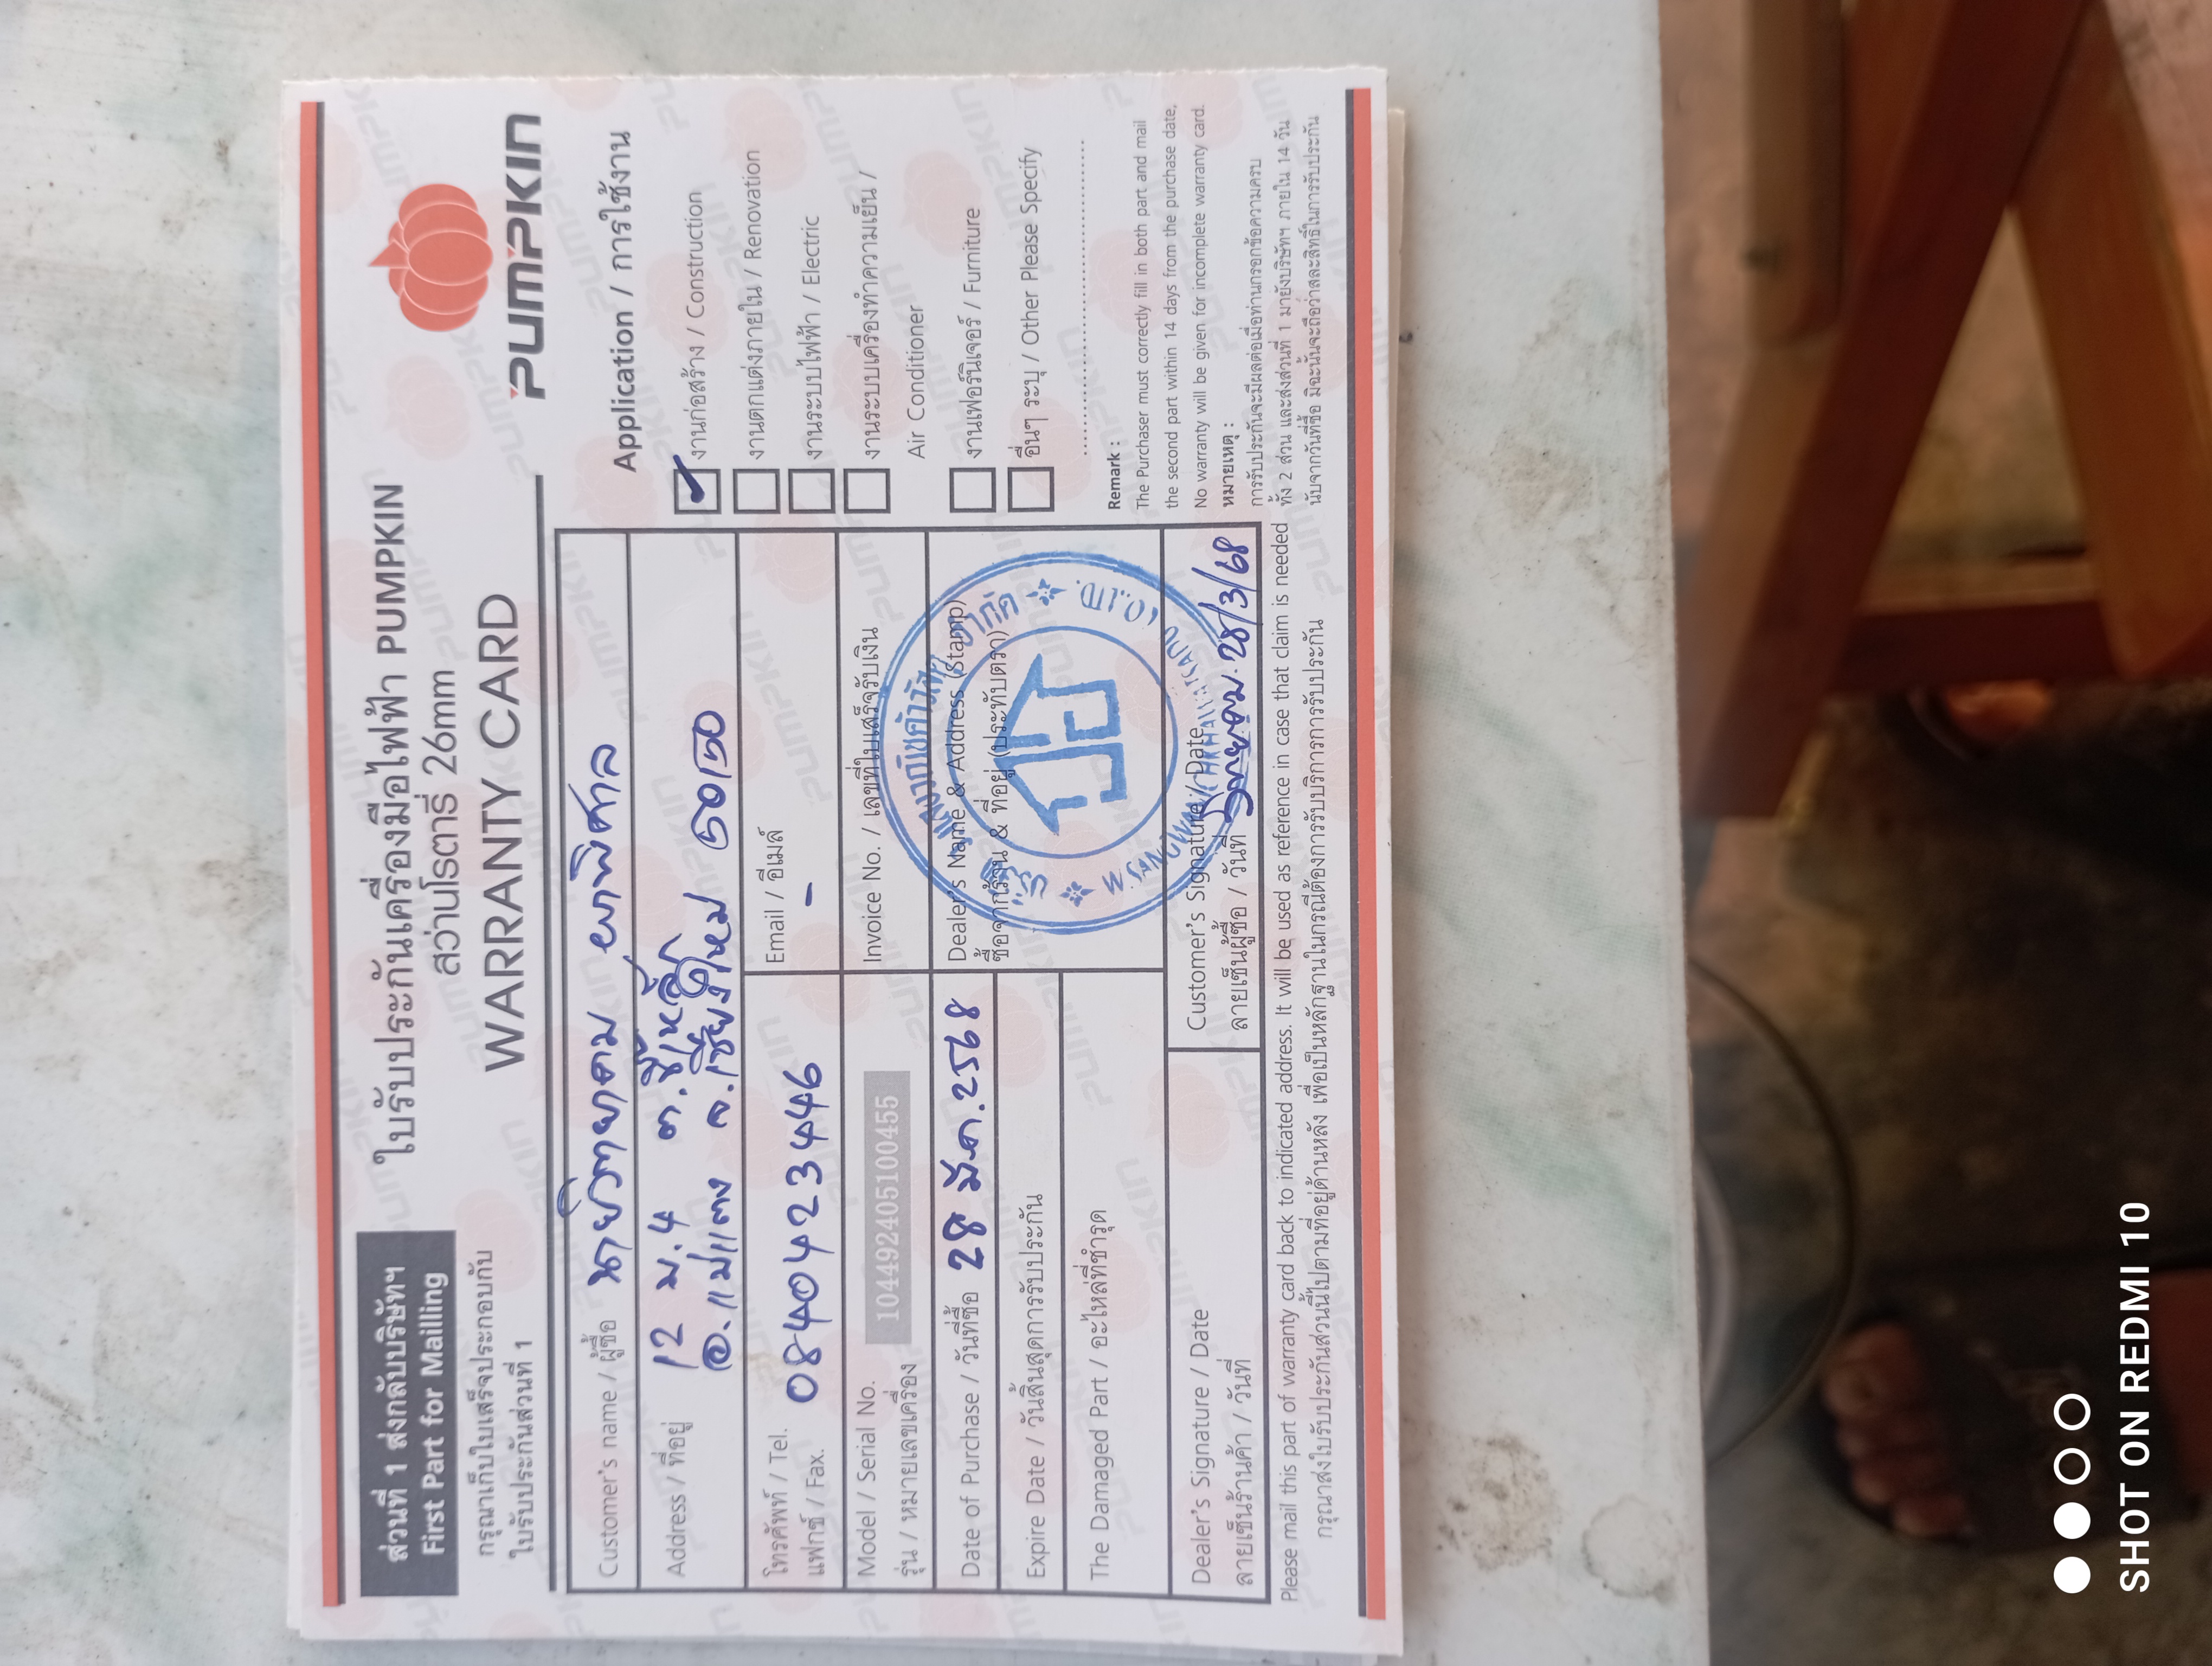 ส่วนที่ 1 ส่งกลับบริษัทฯ
First Part for Mailling
กรุณาเก็บใบเสร็จประกอบกับ
ใบรับประกันส่วนที่ 1
ใบรับประกันเครื่องมือไฟฟ้า PUMPKIN
สว่านโรตารี่ 26mm
WARRANTY CARD
PUMPKIN
Customer's name / ผู้ซื้อ
Address / ที่อยู่ 12 ม.4 ต.ขี้เหล็ก
อ.แม่แตง จ.เชียงใหม่ 50150
โทรศัพท์ / Tel. 0840423446
แฟกซ์ / Fax.
Email / อีเมล์ -
Model / Serial No. 1044924051 00455
รุ่น / หมายเลขเครื่อง
Invoice No. / เลขที่ใบเสร็จรับเงิน
Date of Purchase / วันที่ซื้อ 28 มี.ค.2568
Dealer's Name & Address (Stamp)
ซื้อจากร้าน & ที่อยู่ (ประทับตรา)
จำกัด
CO.,LTD.
Expire Date / วันสิ้นสุดการรับประกัน
The Damaged Part / อะไหล่ที่ชำรุด
Dealer's Signature / Date
ลายเซ็นร้านค้า / วันที่
Customer's Signature / Date
ลายเซ็นผู้ซื้อ / วันที่ 28/3/68
Please mail this part of warranty card back to indicated address. It will be used as reference in case that claim is needed
กรุณาส่งใบรับประกันส่วนนี้ไปตามที่อยู่ด้านหลัง เพื่อเป็นหลักฐานในกรณีต้องการรับบริการการรับประกัน
Application / การใช้งาน
งานก่อสร้าง / Construction
งานตกแต่งภายใน / Renovation
งานระบบไฟฟ้า / Electric
งานระบบเครื่องทำความเย็น /
Air Conditioner
งานเฟอร์นิเจอร์ / Furniture
อื่นๆ ระบุ / Other Please Specify
Remark :
The Purchaser must correctly fill in both part and mail
the second part within 14 days from the purchase date,
No warranty will be given for incomplete warranty card.
หมายเหตุ :
การรับประกันจะมีผลต่อเมื่อท่านกรอกข้อความครบ
ทั้ง 2 ส่วน และส่งส่วนที่ 1 มายังบริษัทฯ ภายใน 14 วัน
นับจากวันที่ซื้อ มิฉะนั้นจะถือว่าสละสิทธิ์ในการรับประกัน
SHOT ON REDMI 10